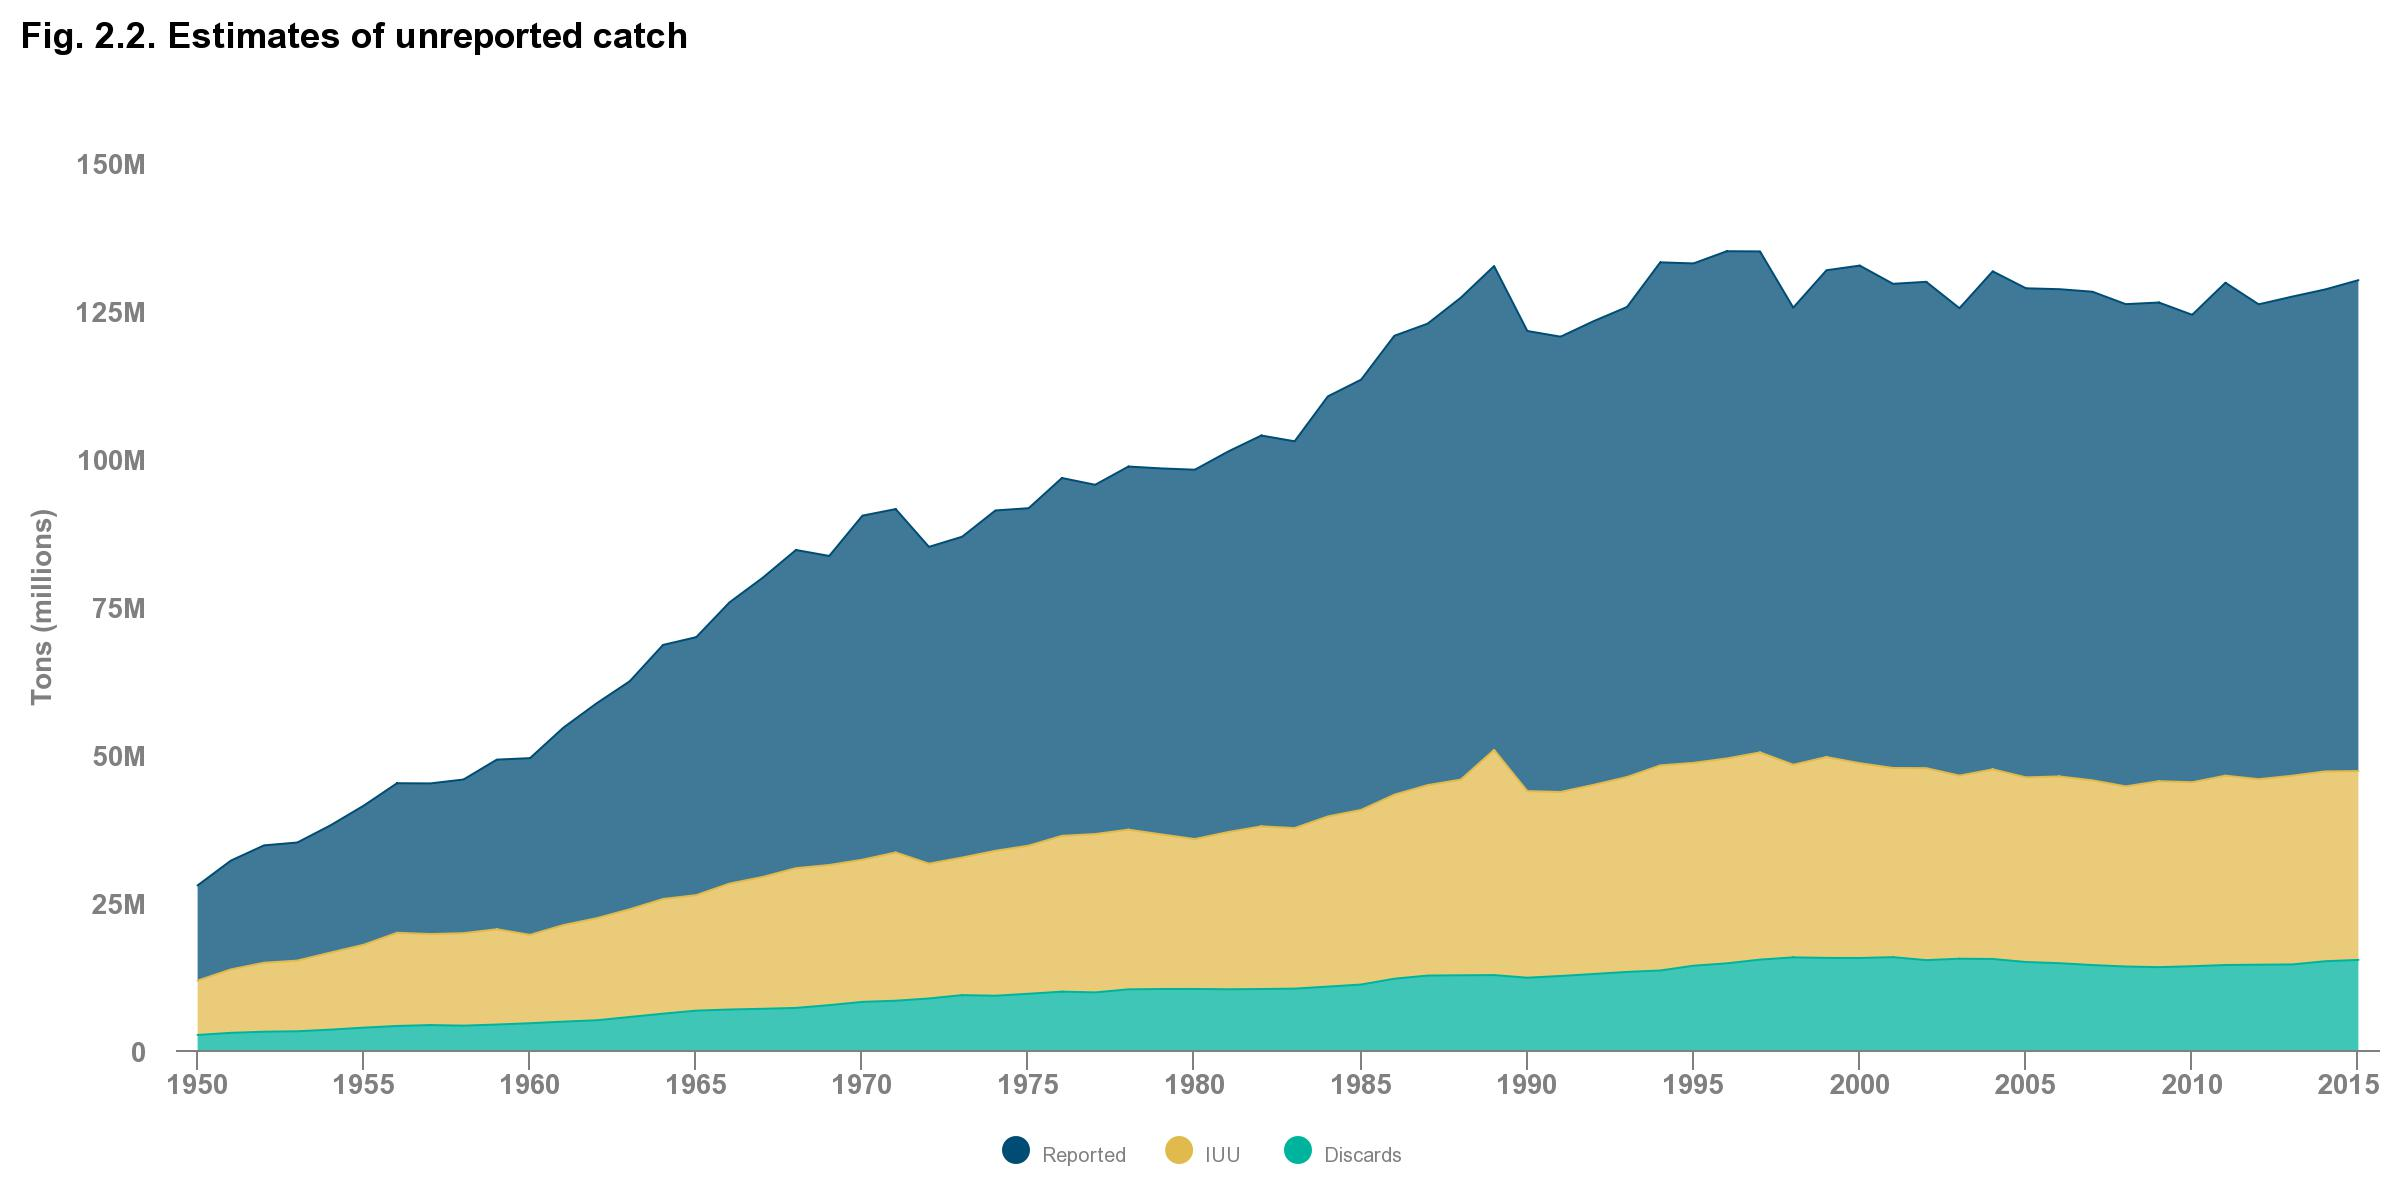 Fig. 2.2. Estimates of unreported catch
150M
125M
100M
75M
50M
25M
0
Tons (millions)
1950 1955 1960 1965 1970 1975 1980 1985 1990 1995 2000 2005 2010 2015
Reported IUU Discards